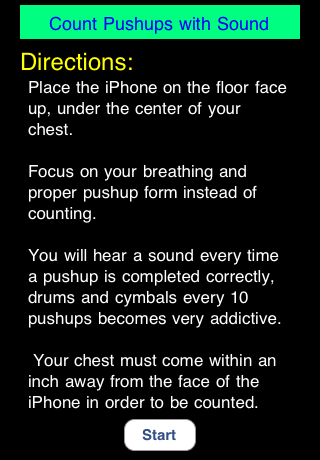 Count Pushups with Sound
Directions:
Place the iPhone on the floor face
up, under the center of your
chest.
Focus on your breathing and
proper pushup form instead of
counting.
You will hear a sound every time
a pushup is completed correctly,
drums and cymbals every 10
pushups becomes very addictive.
Your chest must come within an
inch away from the face of the
iPhone in order to be counted.
Start